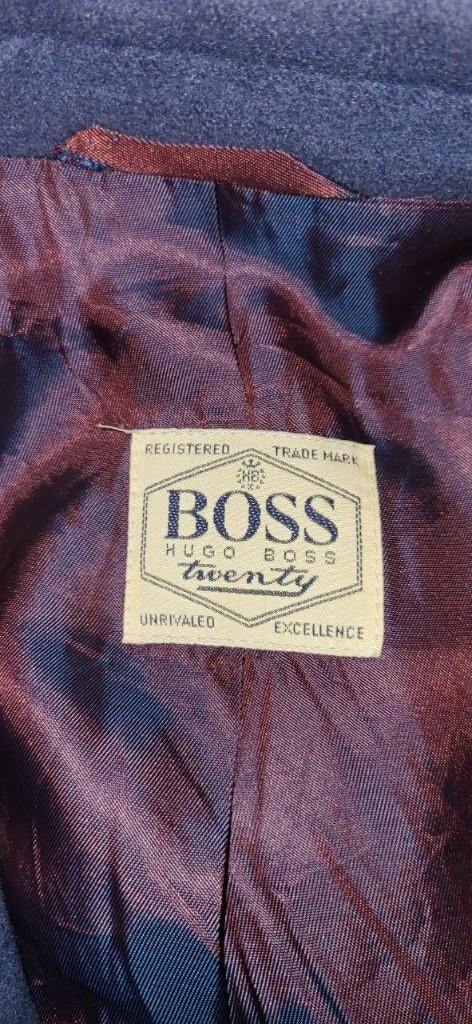 REGISTERED TRADE MARK
HB
BOSS
HUGO BOSS
twenty
UNRIVALED EXCELLENCE